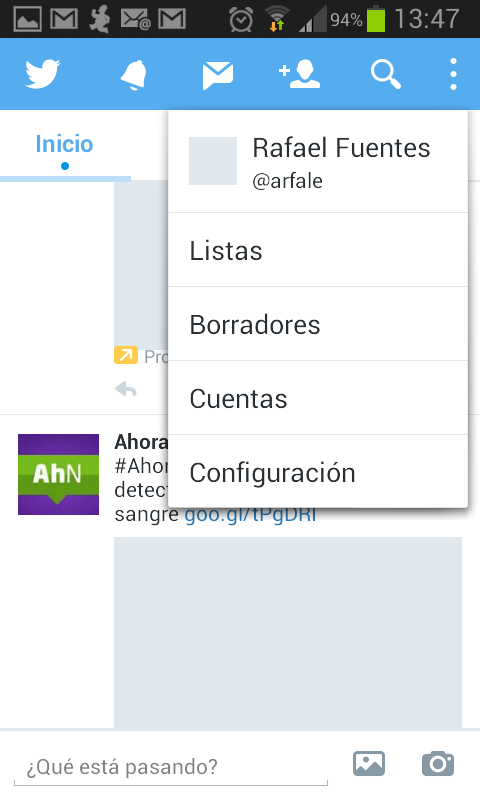 94% 13:47
Inicio
Rafael Fuentes
@arfale
Listas
Borradores
Cuentas
Configuración
Pro
AhN
Ahora
#Ahor
detect
sangre goo.gl/tPgDRI
¿Qué está pasando?